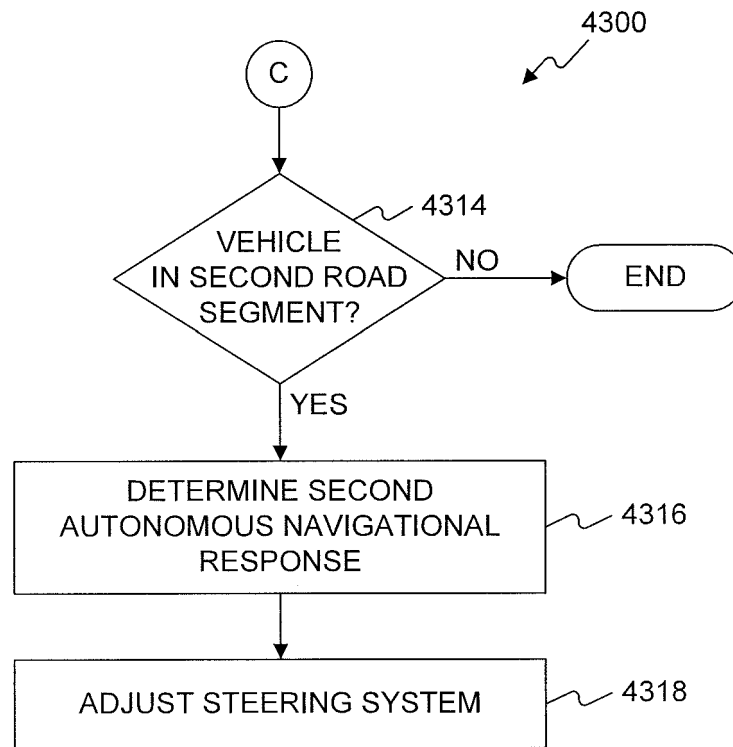 4300
C
4314
VEHICLE
IN SECOND ROAD
SEGMENT?
NO
END
YES
DETERMINE SECOND
AUTONOMOUS NAVIGATIONAL
RESPONSE
4316
ADJUST STEERING SYSTEM
4318